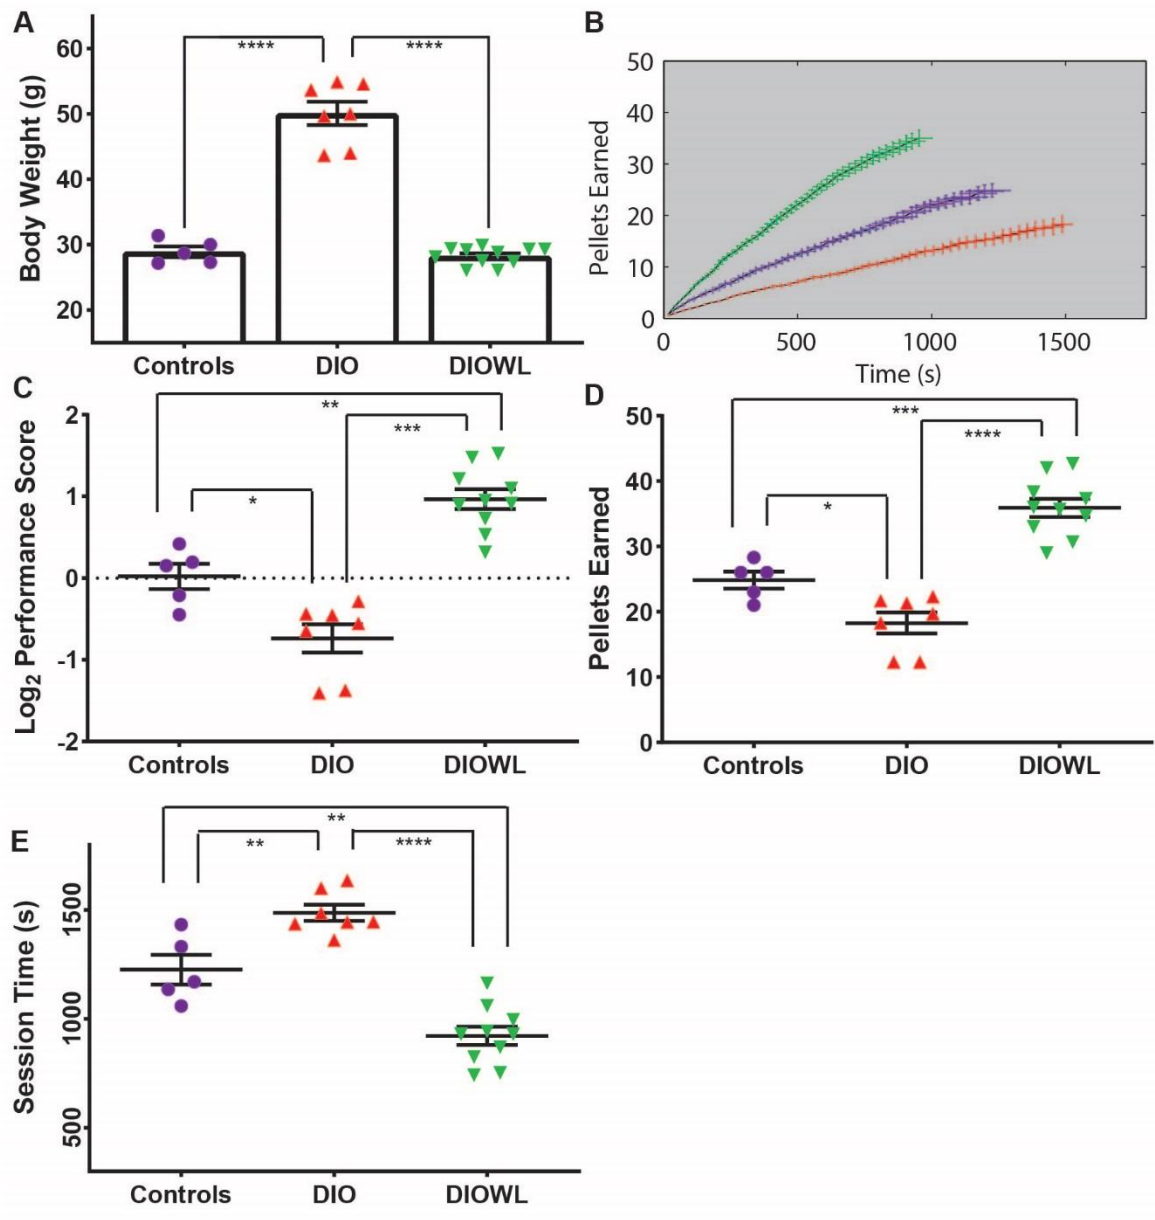 A
Body Weight (g)
60
50
40
30
20
****
****
Controls
DIO
DIOWL
B
Pellets Earned
50
40
30
20
10
0
0
500
1000
1500
Time (s)
C
Log2 Performance Score
2
1
0
-1
-2
**
***
*
Controls
DIO
DIOWL
D
Pellets Earned
50
40
30
20
10
0
***
****
*
Controls
DIO
DIOWL
E
Session Time (s)
1500
1000
500
**
**
****
Controls
DIO
DIOWL